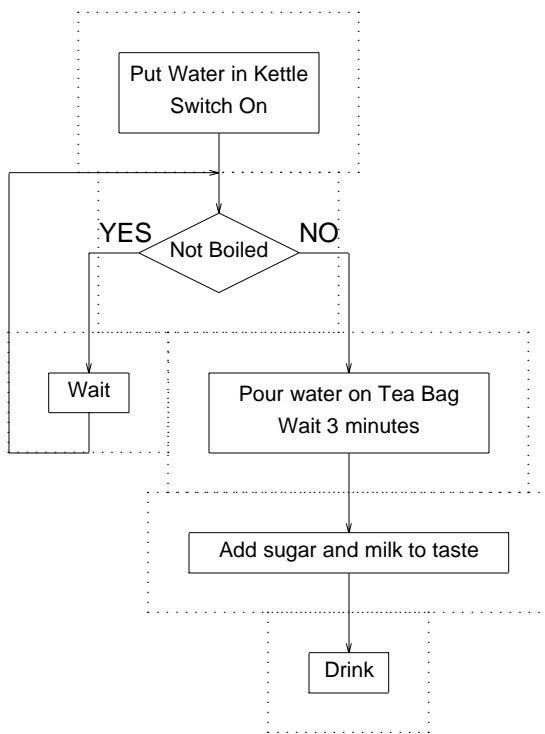 Put Water in Kettle
Switch On
YES
NO
Not Boiled
Wait
Pour water on Tea Bag
Wait 3 minutes
Add sugar and milk to taste
Drink